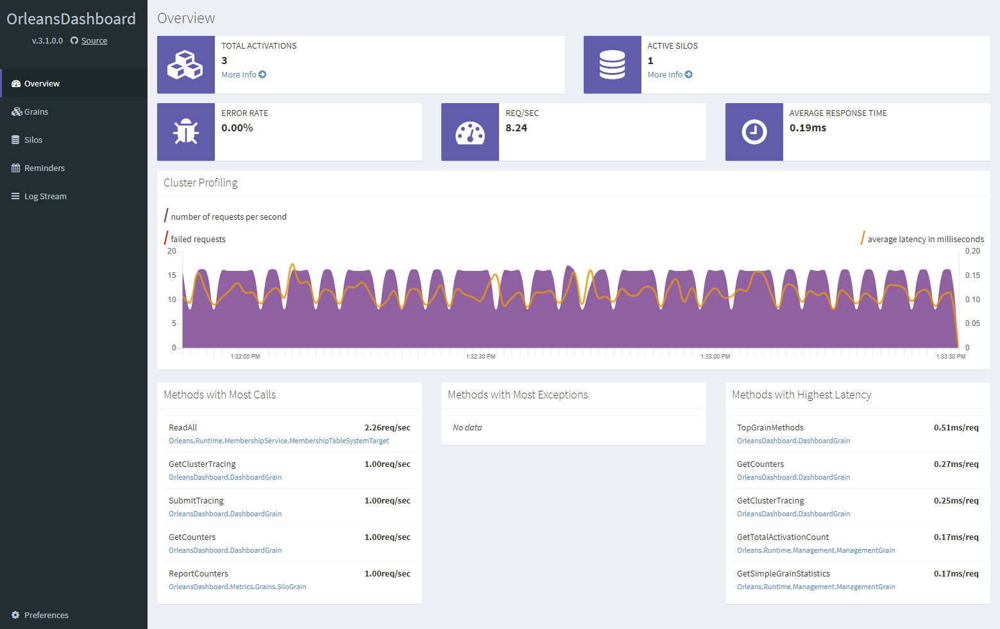 OrleansDashboard
v.3.1.0.0 Source
Overview
Grains
Silos
Reminders
Log Stream
Preferences
Overview
TOTAL ACTIVATIONS
3
More info
ACTIVE SILOS
1
More info
ERROR RATE
0.00%
REQ/SEC
8.24
AVERAGE RESPONSE TIME
0.19ms
Cluster Profiling
number of requests per second
failed requests
average latency in milliseconds
20
15
10
5
0
0.20
0.15
0.10
0.05
0
1:32:00 PM
1:32:30 PM
1:33:00 PM
1:33:30 PM
Methods with Most Calls
ReadAll 2.26req/sec
Orleans.Runtime.MembershipService.MembershipTableSystemTarget
GetClusterTracing 1.00req/sec
OrleansDashboard.DashboardGrain
SubmitTracing 1.00req/sec
OrleansDashboard.DashboardGrain
GetCounters 1.00req/sec
OrleansDashboard.DashboardGrain
ReportCounters 1.00req/sec
OrleansDashboard.Metrics.Grains.SiloGrain
Methods with Most Exceptions
No data
Methods with Highest Latency
TopGrainMethods 0.51ms/req
OrleansDashboard.DashboardGrain
GetCounters 0.27ms/req
OrleansDashboard.DashboardGrain
GetClusterTracing 0.25ms/req
OrleansDashboard.DashboardGrain
GetTotalActivationCount 0.17ms/req
Orleans.Runtime.Management.ManagementGrain
GetSimpleGrainStatistics 0.17ms/req
Orleans.Runtime.Management.ManagementGrain